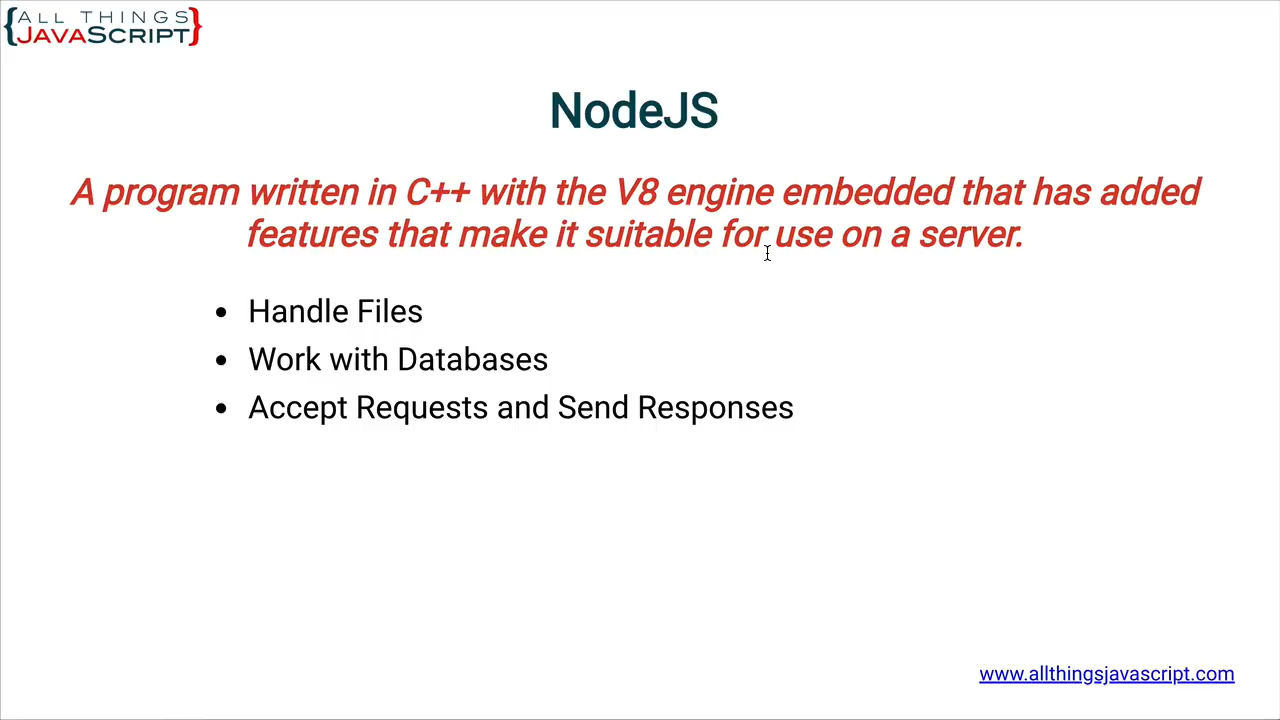 {ALL THINGS
JAVASCRIPT}
NodeJS
A program written in C++ with the V8 engine embedded that has added
features that make it suitable for use on a server.
• Handle Files
• Work with Databases
• Accept Requests and Send Responses
www.allthingsjavascript.com